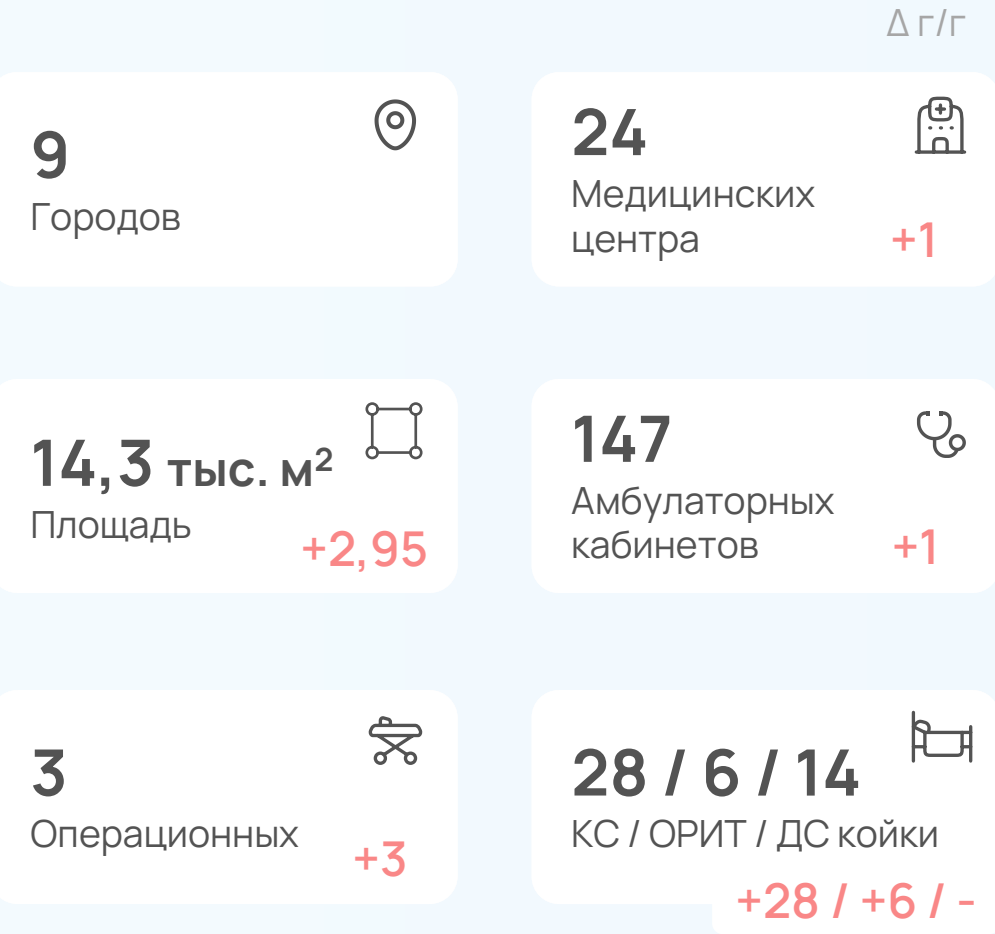 Δ г/г
9
Городов
24
Медицинских
центра
+1
14,3 тыс. м²
Площадь
+2,95
147
Амбулаторных
кабинетов
+1
3
Операционных
+3
28 / 6 / 14
КС / ОРИТ / ДС койки
+28 / +6 / -